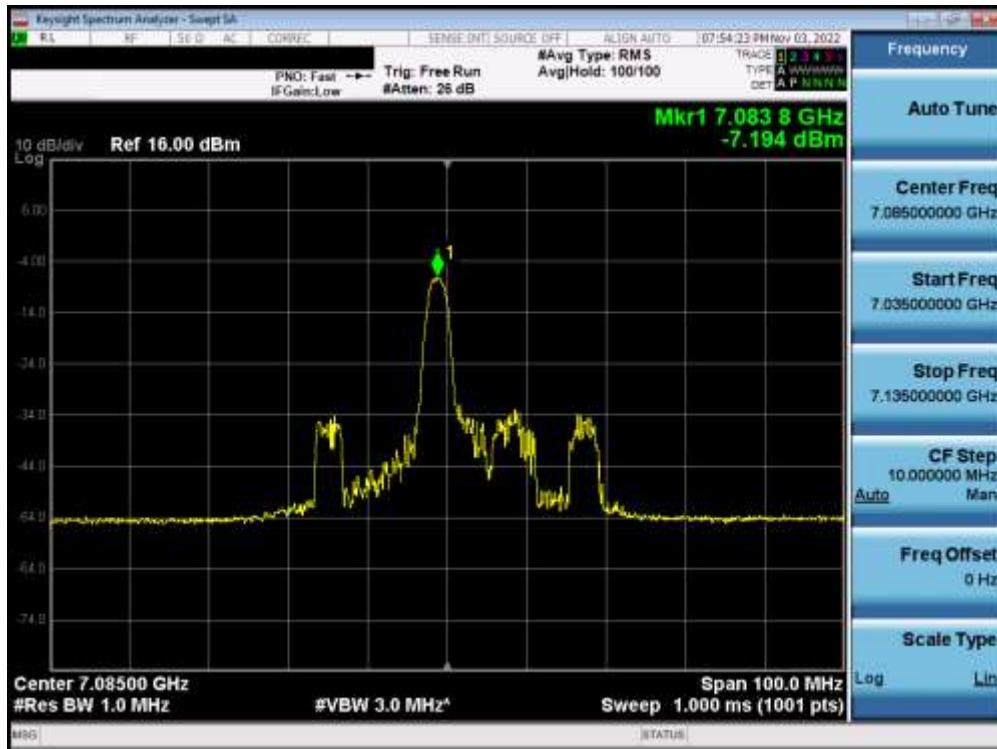 Keysight Spectrum Analyzer - Swept SA
RL RF 50 Ω AC CORREC SENSE:INT SOURCE OFF ALIGN AUTO 07:54:23 PM Nov 03, 2022
PNO: Fast
IFGain:Low
Trig: Free Run
#Atten: 26 dB
#Avg Type: RMS
Avg|Hold: 100/100
TRACE 1 2 3 4 5 6
TYPE A WWWWW
DET A P N N N N
Mkr1 7.083 8 GHz
-7.194 dBm
10 dB/div Ref 16.00 dBm
Log
6.00
-4.00
-14.0
-24.0
-34.0
-44.0
-54.0
-64.0
-74.0
1
Center 7.08500 GHz Span 100.0 MHz
#Res BW 1.0 MHz #VBW 3.0 MHz* Sweep 1.000 ms (1001 pts)
MSG STATUS
Frequency
Auto Tune
Center Freq
7.085000000 GHz
Start Freq
7.035000000 GHz
Stop Freq
7.135000000 GHz
CF Step
10.000000 MHz
Auto Man
Freq Offset
0 Hz
Scale Type
Log Lin